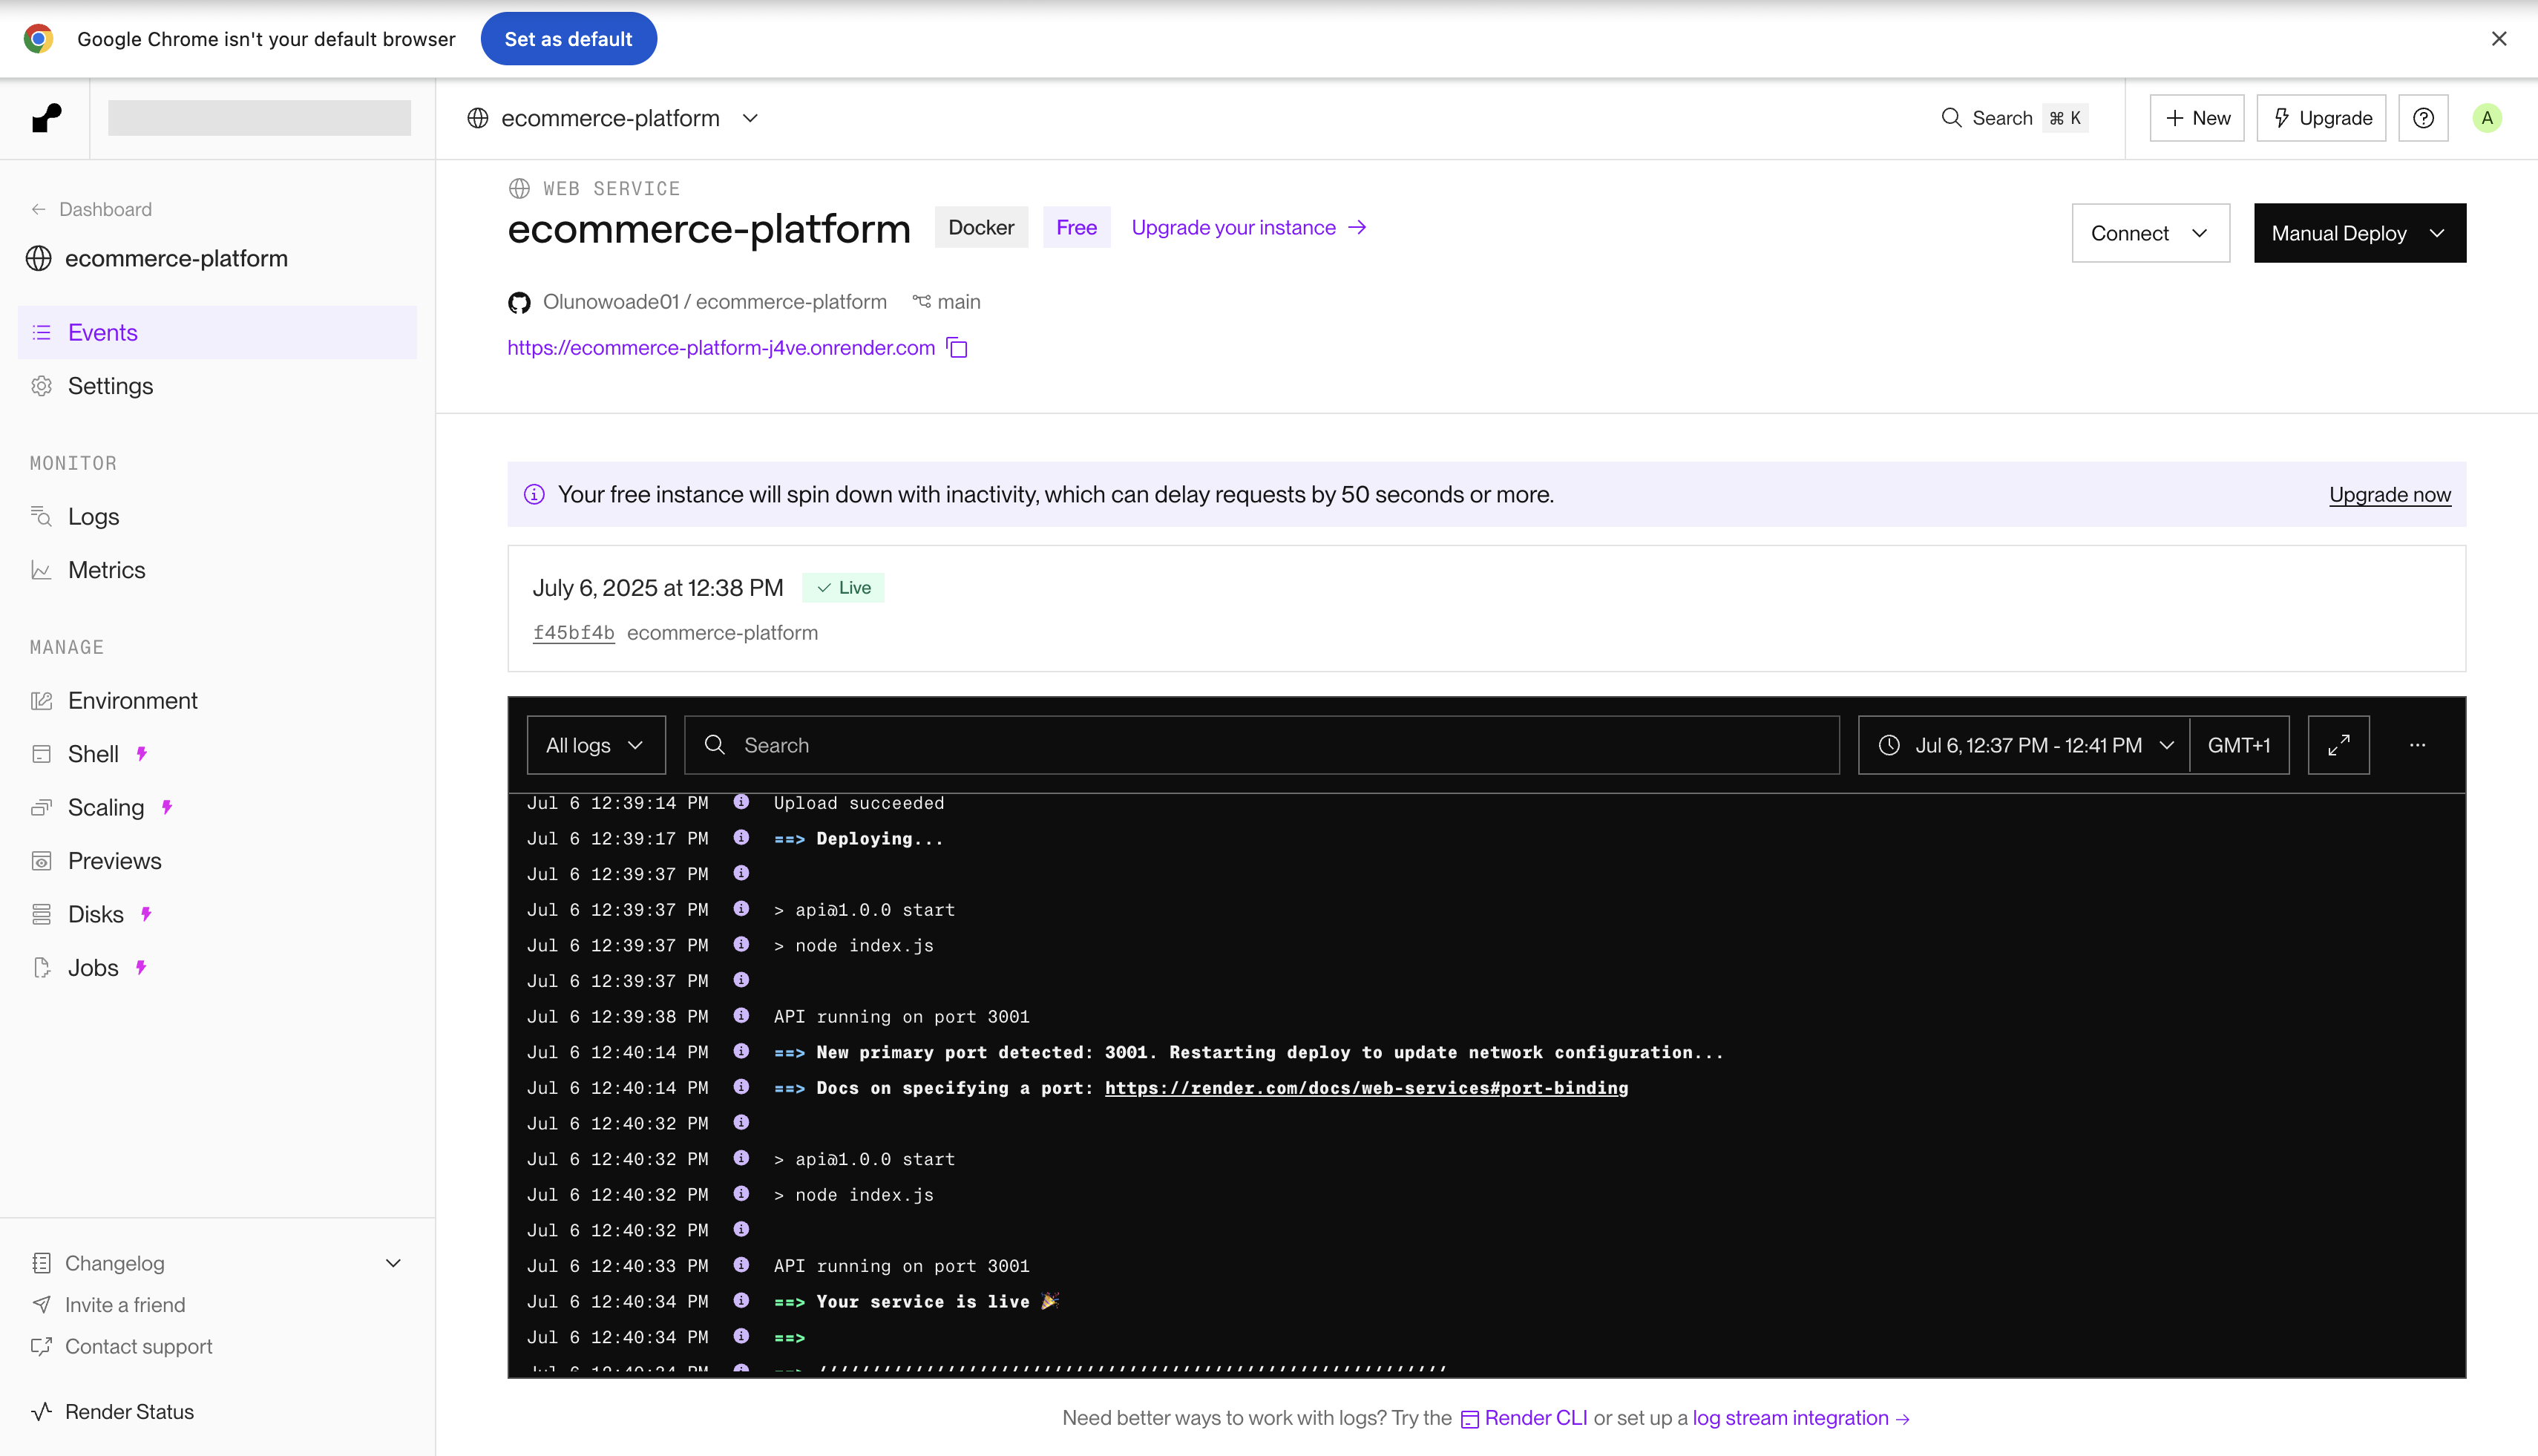 Google Chrome isn't your default browser Set as default
ecommerce-platform Search ⌘ K + New Upgrade A
← Dashboard
ecommerce-platform
Events
Settings
MONITOR
Logs
Metrics
MANAGE
Environment
Shell
Scaling
Previews
Disks
Jobs
Changelog
Invite a friend
Contact support
Render Status
WEB SERVICE
ecommerce-platform Docker Free Upgrade your instance →
Connect Manual Deploy
Olunowoade01 / ecommerce-platform main
https://ecommerce-platform-j4ve.onrender.com
Your free instance will spin down with inactivity, which can delay requests by 50 seconds or more. Upgrade now
July 6, 2025 at 12:38 PM ✓ Live
f45bf4b ecommerce-platform
All logs Search Jul 6, 12:37 PM - 12:41 PM GMT+1 ...
Jul 6 12:39:14 PM Upload succeeded
Jul 6 12:39:17 PM ==> Deploying...
Jul 6 12:39:37 PM
Jul 6 12:39:37 PM > api@1.0.0 start
Jul 6 12:39:37 PM > node index.js
Jul 6 12:39:37 PM
Jul 6 12:39:38 PM API running on port 3001
Jul 6 12:40:14 PM ==> New primary port detected: 3001. Restarting deploy to update network configuration...
Jul 6 12:40:14 PM ==> Docs on specifying a port: https://render.com/docs/web-services#port-binding
Jul 6 12:40:32 PM
Jul 6 12:40:32 PM > api@1.0.0 start
Jul 6 12:40:32 PM > node index.js
Jul 6 12:40:32 PM
Jul 6 12:40:33 PM API running on port 3001
Jul 6 12:40:34 PM ==> Your service is live 🎉
Jul 6 12:40:34 PM ==>
Jul 6 12:40:34 PM ==> ///////////////////////////////////////////////////////////
Need better ways to work with logs? Try the Render CLI or set up a log stream integration →